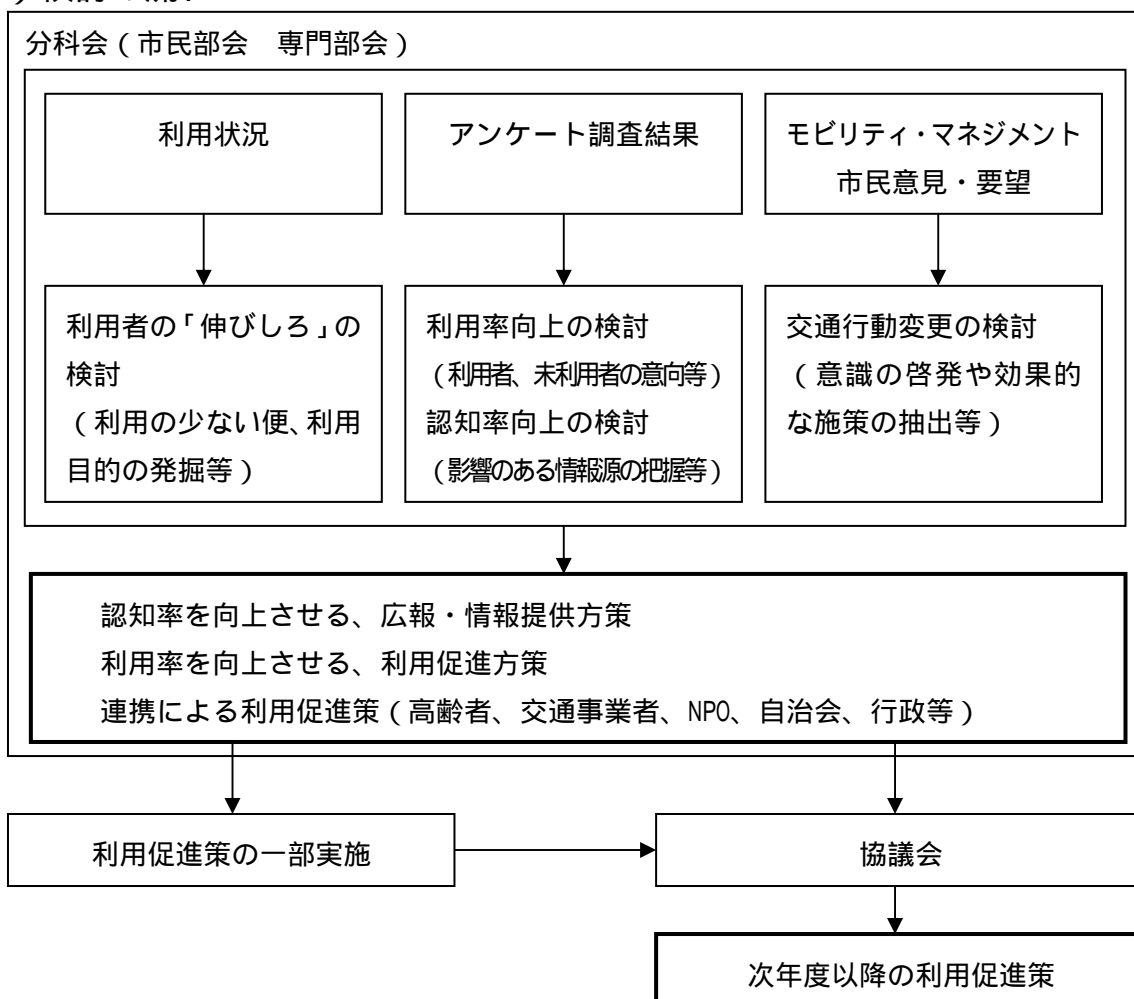 分科会(市民部会　専門部会)
利用状況
アンケート調査結果
モビリティ・マネジメント
市民意見・要望
利用者の「伸びしろ」の
検討
(利用の少ない便、利用
目的の発掘等)
利用率向上の検討
(利用者、未利用者の意向等)
認知率向上の検討
(影響のある情報源の把握等)
交通行動変更の検討
(意識の啓発や効果的
な施策の抽出等)
認知率を向上させる、広報・情報提供方策
利用率を向上させる、利用促進方策
連携による利用促進策(高齢者、交通事業者、NPO、自治会、行政等)
利用促進策の一部実施
協議会
次年度以降の利用促進策